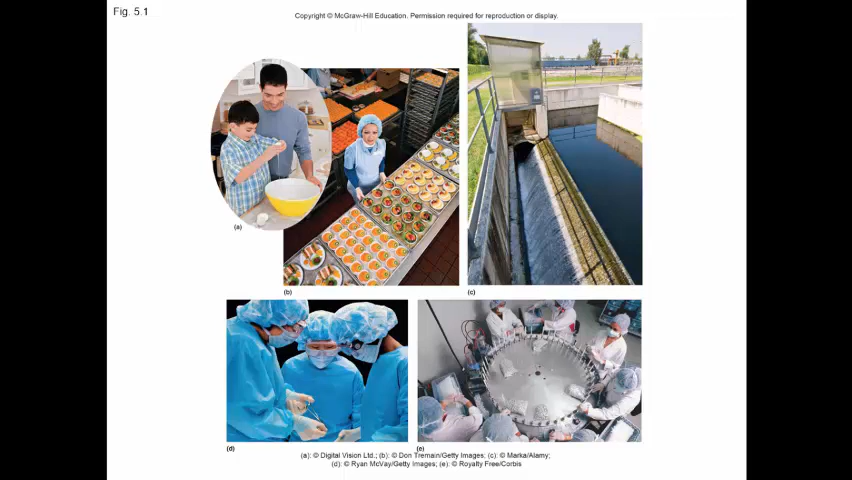 Fig. 5.1
Copyright © McGraw-Hill Education. Permission required for reproduction or display.
(a)
(b)
(c)
(d)
(e)
(a): © Digital Vision Ltd.; (b): © Don Tremain/Getty Images; (c): © Marka/Alamy;
(d): © Ryan McVay/Getty Images; (e): © Royalty Free/Corbis